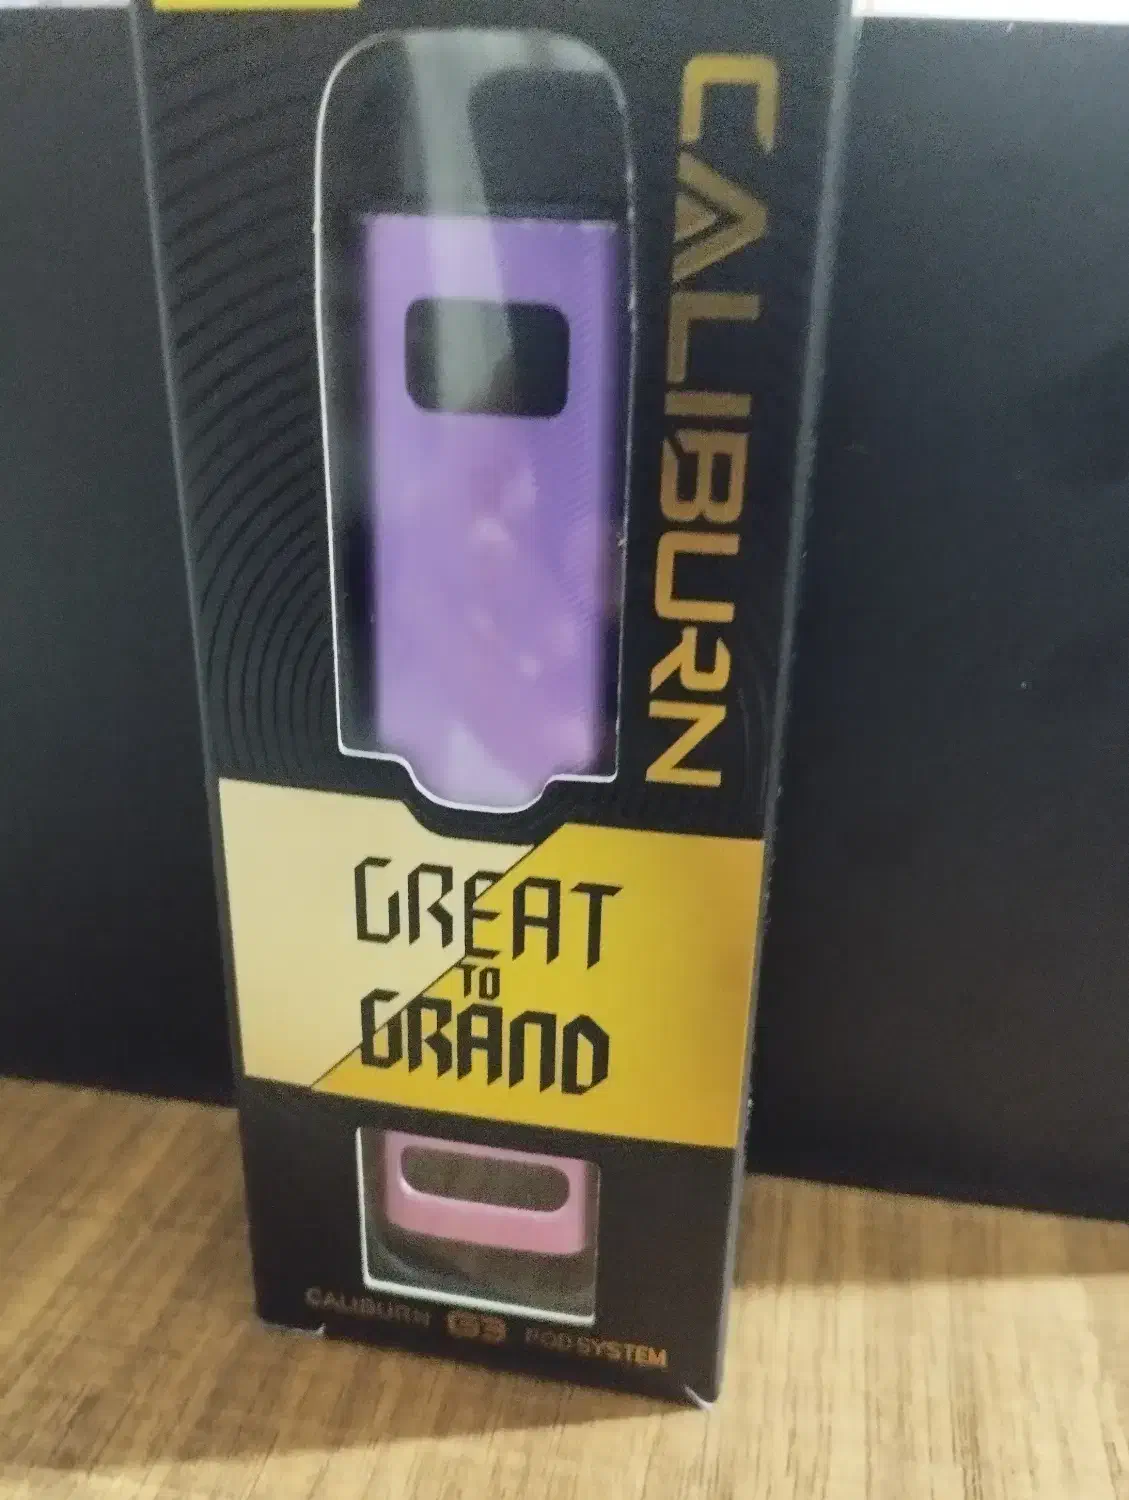 CALIBURN
GREAT
TO
GRAND
CALIBURN G3 POD SYSTEM